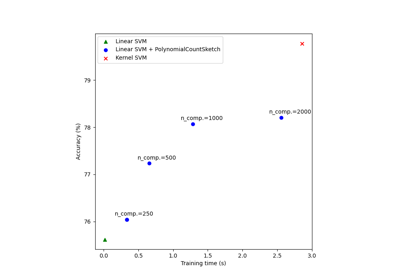 Linear SVM
Linear SVM + PolynomialCountSketch
Kernel SVM
79
n_comp.=2000
n_comp.=1000
78
n_comp.=500
77
n_comp.=250
76
Accuracy (%)
0.0 0.5 1.0 1.5 2.0 2.5 3.0
Training time (s)